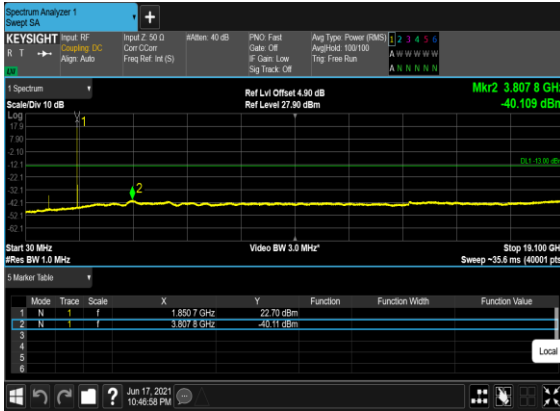 Spectrum Analyzer 1
Swept SA
+
KEYSIGHT Input: RF Input Z: 50 Ω #Atten: 40 dB PNO: Fast Avg Type: Power (RMS) 1 2 3 4 5 6
R T Coupling: DC Corr CCorr Gate: Off Avg|Hold: 100/100 A W W W W W
Align: Auto Freq Ref: Int (S) IF Gain: Low Trig: Free Run
Sig Track: Off A N N N N N
1 Spectrum
Ref Lvl Offset 4.90 dB
Mkr2 3.807 8 GHz
Scale/Div 10 dB
Ref Level 27.90 dBm
-40.109 dBm
Log
17.9
1
7.90
-2.10
-12.1
DL1 -13.00 dBm
-22.1
-32.1
2
-42.1
-52.1
-62.1
Start 30 MHz
Video BW 3.0 MHz*
Stop 19.100 GHz
#Res BW 1.0 MHz
Sweep ~35.6 ms (40001 pts)
5 Marker Table
Mode Trace Scale X Y Function Function Width Function Value
1 N 1 f 1.850 7 GHz 22.70 dBm
2 N 1 f 3.807 8 GHz -40.11 dBm
3
4
5
6
Local
?
Jun 17, 2021
10:46:58 PM